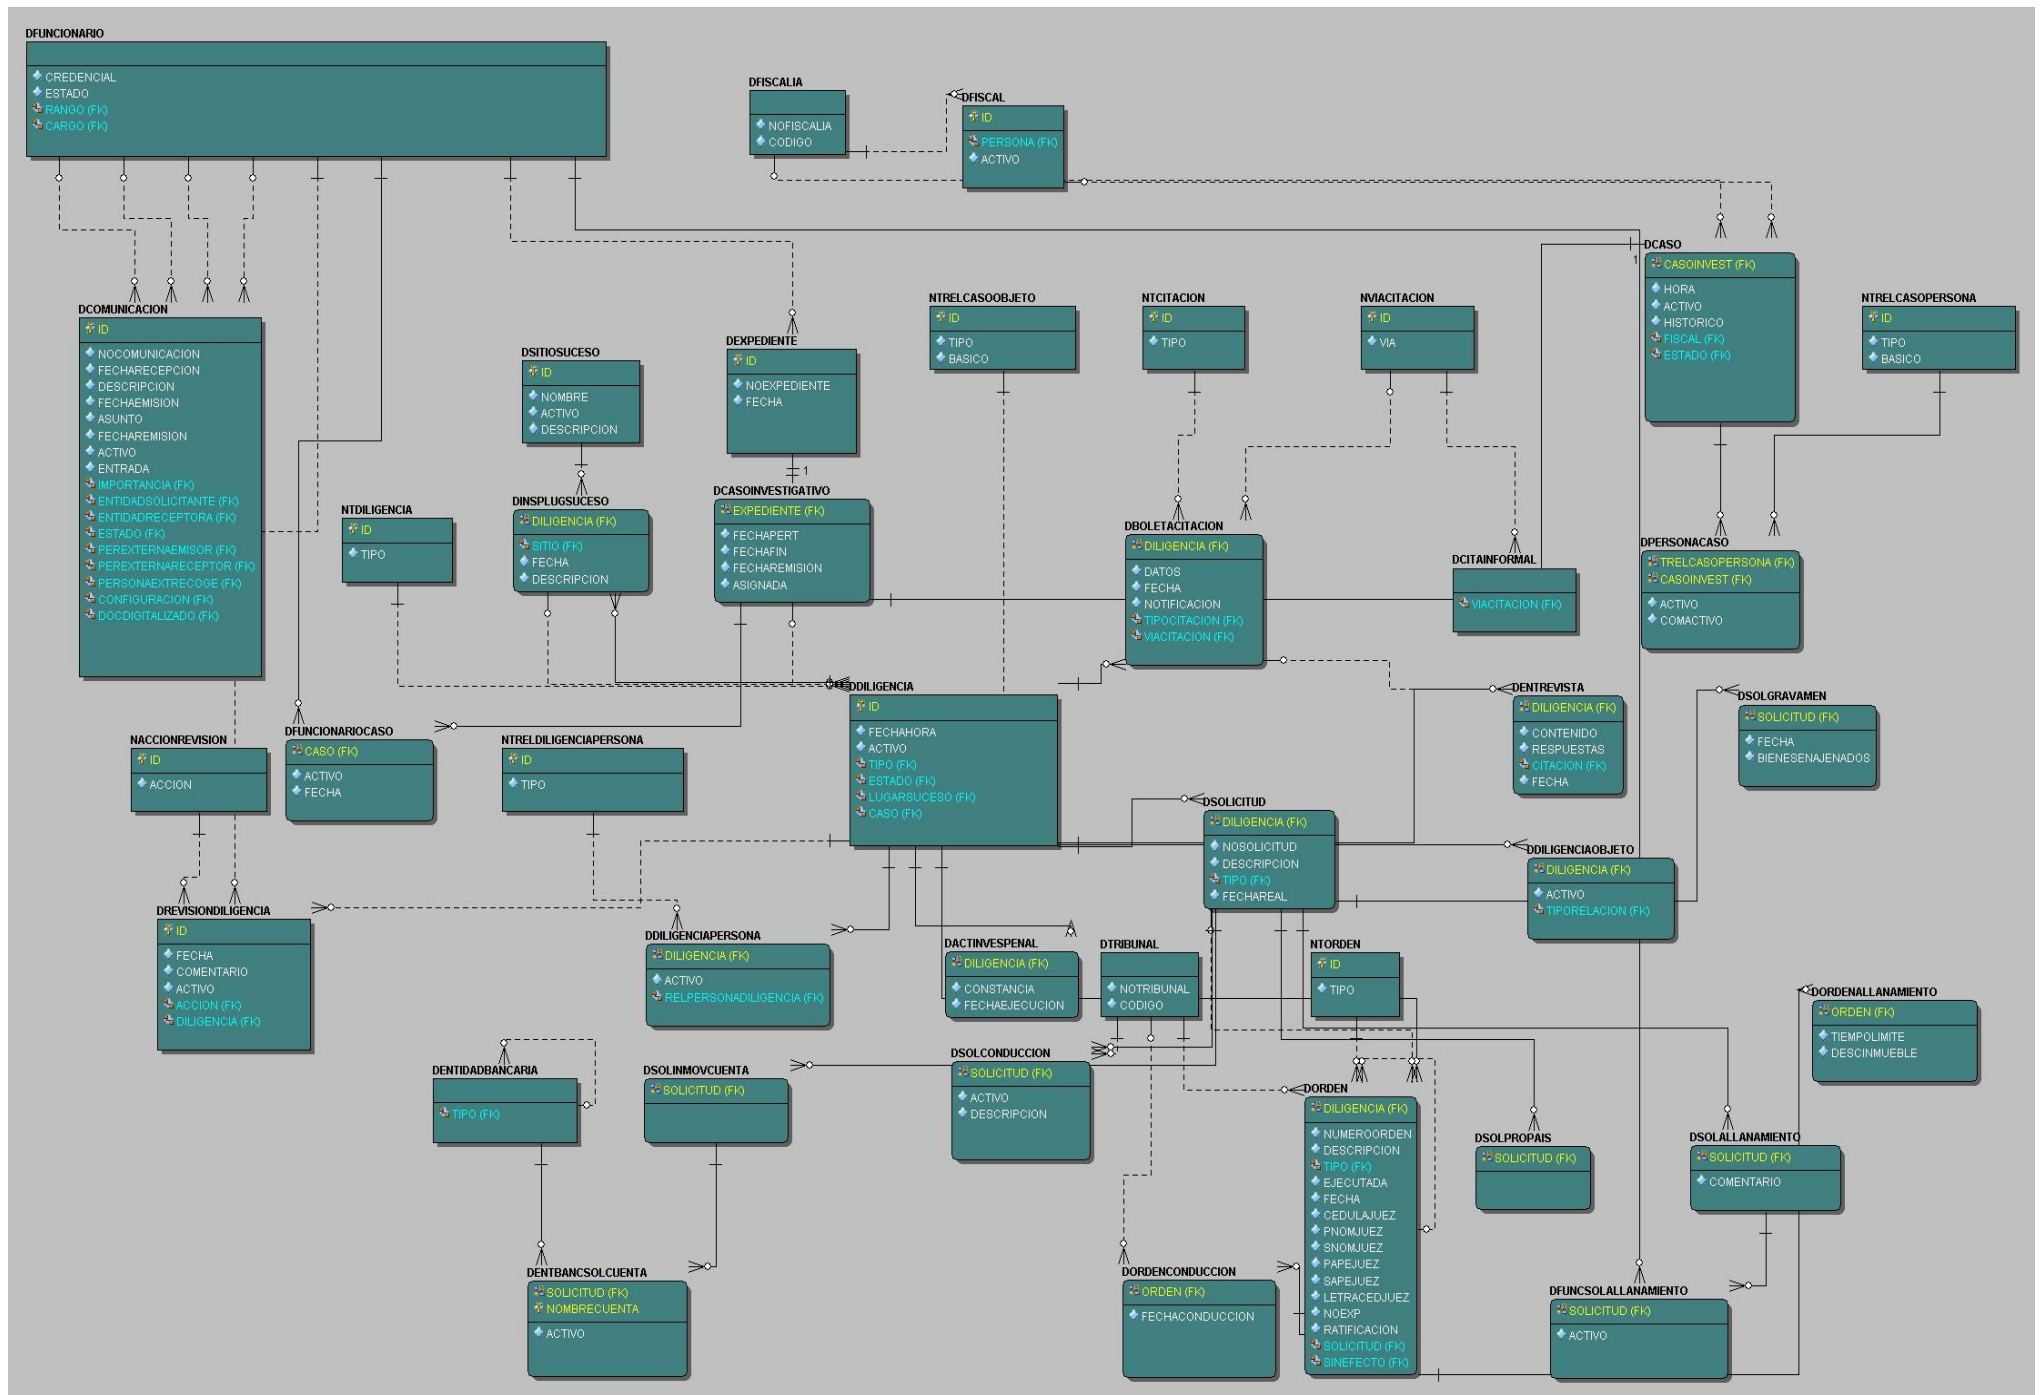 DFUNCIONARIO
CREDENCIAL
ESTADO
RANGO (FK)
CARGO (FK)
DFISCALIA
NOFISCALIA
CODIGO
DFISCAL
ID
PERSONA (FK)
ACTIVO
DCASO
1
CASOINVEST (FK)
HORA
ACTIVO
HISTORICO
FISCAL (FK)
ESTADO (FK)
DCOMUNICACION
ID
NOCOMUNICACION
FECHARECEPCION
DESCRIPCION
FECHAEMISION
ASUNTO
FECHAREMISION
ACTIVO
ENTRADA
IMPORTANCIA (FK)
ENTIDADSOLICITANTE (FK)
ENTIDADRECEPTORA (FK)
ESTADO (FK)
PEREXTERNAEMISOR (FK)
PEREXTERNARECEPTOR (FK)
PERSONAEXTRECOGE (FK)
CONFIGURACION (FK)
DOCDIGITALIZADO (FK)
NTRELCASOOBJETO
ID
TIPO
BASICO
NTCITACION
ID
TIPO
NVIACITACION
ID
VIA
NTRELCASOPERSONA
ID
TIPO
BASICO
DSITIOSUCESO
ID
NOMBRE
ACTIVO
DESCRIPCION
DEXPEDIENTE
ID
NOEXPEDIENTE
FECHA
1
NTDILIGENCIA
ID
TIPO
DINSPLUGSUCESO
DILIGENCIA (FK)
SITIO (FK)
FECHA
DESCRIPCION
DCASOINVESTIGATIVO
EXPEDIENTE (FK)
FECHAPERT
FECHAFIN
FECHAREMISION
ASIGNADA
DBOLETACITACION
DILIGENCIA (FK)
DATOS
FECHA
NOTIFICACION
TIPOCITACION (FK)
VIACITACION (FK)
DCITAINFORMAL
VIACITACION (FK)
DPERSONACASO
TRELCASOPERSONA (FK)
CASOINVEST (FK)
ACTIVO
COMACTIVO
DDILIGENCIA
ID
FECHAHORA
ACTIVO
TIPO (FK)
ESTADO (FK)
LUGARSUCESO (FK)
CASO (FK)
DENTREVISTA
DILIGENCIA (FK)
CONTENIDO
RESPUESTAS
CITACION (FK)
FECHA
DSOLGRAVAMEN
SOLICITUD (FK)
FECHA
BIENESENAJENADOS
NACCIONREVISION
ID
ACCION
DFUNCIONARIOCASO
CASO (FK)
ACTIVO
FECHA
NTRELDILIGENCIAPERSONA
ID
TIPO
DSOLICITUD
DILIGENCIA (FK)
NOSOLICITUD
DESCRIPCION
TIPO (FK)
FECHAREAL
DDILIGENCIAOBJETO
DILIGENCIA (FK)
ACTIVO
TIPORELACION (FK)
DREVISIONDILIGENCIA
ID
FECHA
COMENTARIO
ACTIVO
ACCION (FK)
DILIGENCIA (FK)
DDILIGENCIAPERSONA
DILIGENCIA (FK)
ACTIVO
RELPERSONADILIGENCIA (FK)
DACTINVESPENAL
DILIGENCIA (FK)
CONSTANCIA
FECHAEJECUCION
DTRIBUNAL
NOTRIBUNAL
CODIGO
NTORDEN
ID
TIPO
DORDENALLANAMIENTO
ORDEN (FK)
TIEMPOLIMITE
DESCINMUEBLE
DENTIDADBANCARIA
TIPO (FK)
DSOLINMOVCUENTA
SOLICITUD (FK)
DSOLCONDUCCION
SOLICITUD (FK)
ACTIVO
DESCRIPCION
DORDEN
DILIGENCIA (FK)
NUMEROORDEN
DESCRIPCION
TIPO (FK)
EJECUTADA
FECHA
CEDULAJUEZ
PNOMJUEZ
SNOMJUEZ
PAPEJUEZ
SAPEJUEZ
LETRACEDJUEZ
NOEXP
RATIFICACION
SOLICITUD (FK)
SINEFECTO (FK)
DSOLPROPAIS
SOLICITUD (FK)
DSOLALLANAMIENTO
SOLICITUD (FK)
COMENTARIO
DENTBANCSOLCUENTA
SOLICITUD (FK)
NOMBRECUENTA
ACTIVO
DORDENCONDUCCION
ORDEN (FK)
FECHACONDUCCION
DFUNCSOLALLANAMIENTO
SOLICITUD (FK)
ACTIVO